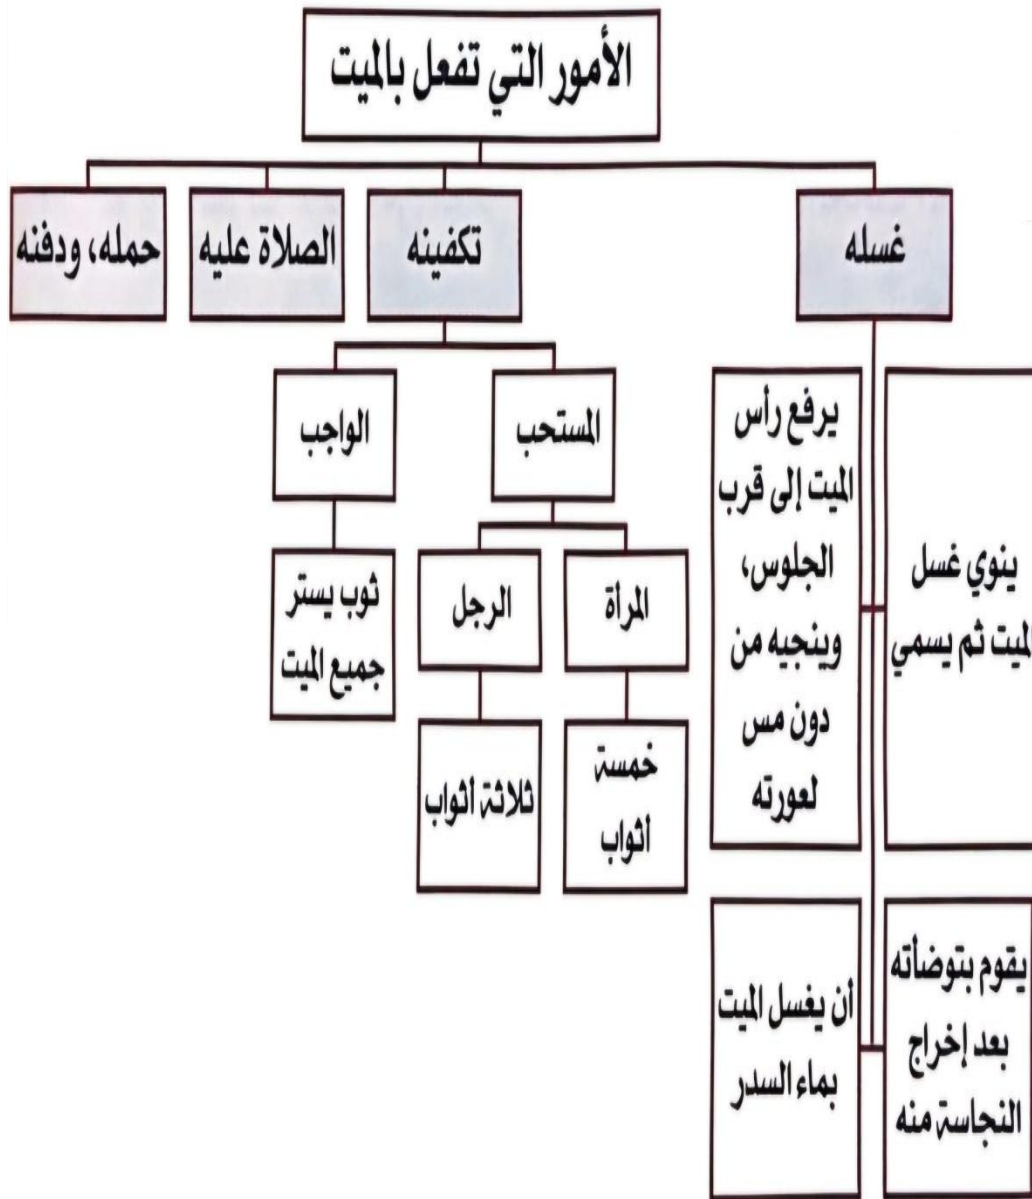 الأمور التي تفعل بالميت
غسله
تكفينه
الصلاة عليه
حمله، ودفنه
ينوي غسل
الميت ثم يسمي
يرفع رأس
الميت إلى قرب
الجلوس،
وينجيه من
دون مس
لعورته
يقوم بتوضأته
بعد إخراج
النجاسة منه
أن يغسل الميت
بماء السدر
المستحب
الواجب
المرأة
الرجل
ثوب يستر
جميع الميت
خمسة
أثواب
ثلاثة أثواب